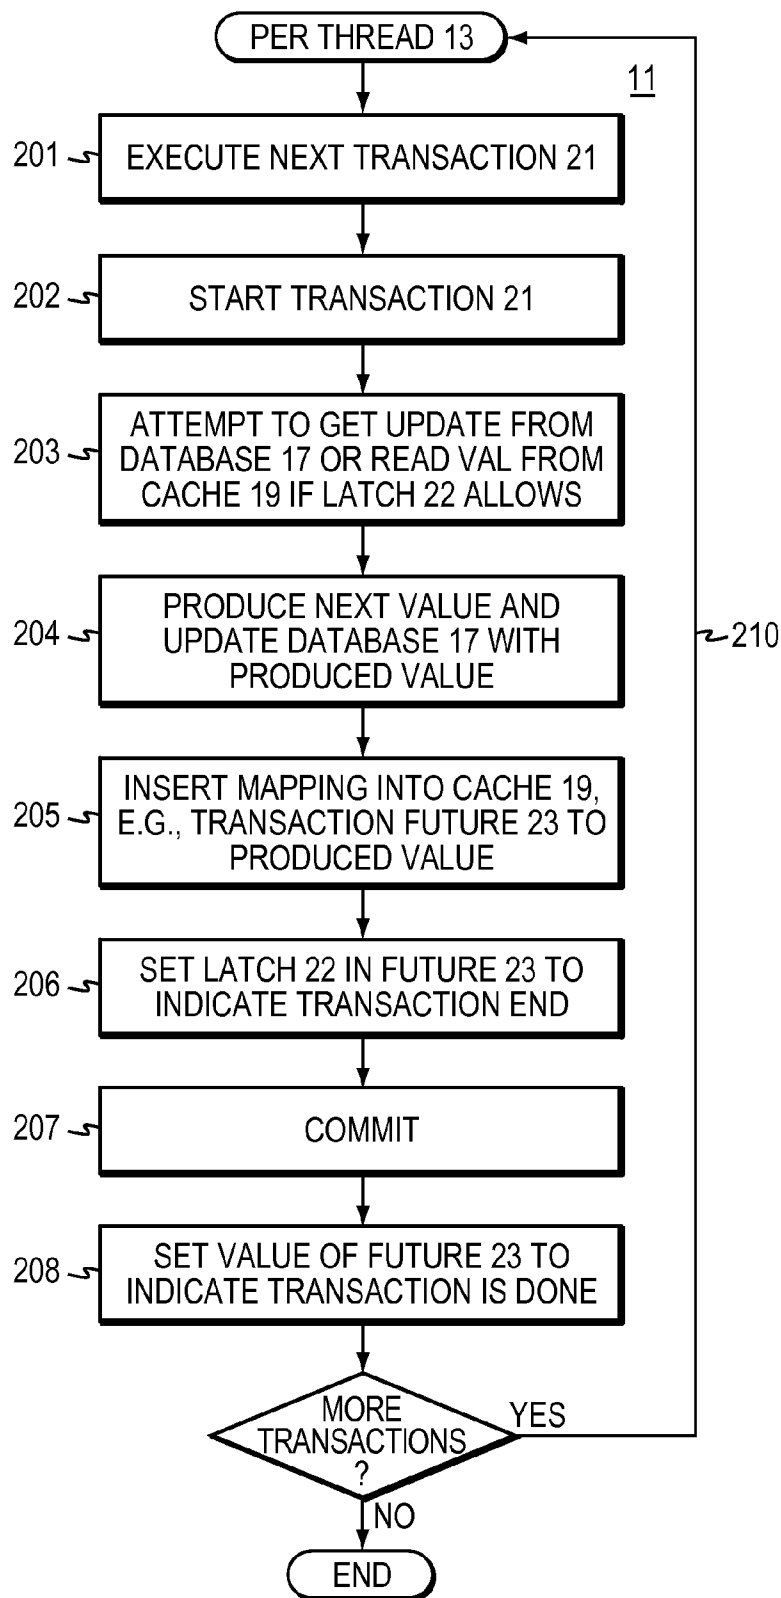 PER THREAD 13
11
201
EXECUTE NEXT TRANSACTION 21
202
START TRANSACTION 21
203
ATTEMPT TO GET UPDATE FROM
DATABASE 17 OR READ VAL FROM
CACHE 19 IF LATCH 22 ALLOWS
204
PRODUCE NEXT VALUE AND
UPDATE DATABASE 17 WITH
PRODUCED VALUE
210
205
INSERT MAPPING INTO CACHE 19,
E.G., TRANSACTION FUTURE 23 TO
PRODUCED VALUE
206
SET LATCH 22 IN FUTURE 23 TO
INDICATE TRANSACTION END
207
COMMIT
208
SET VALUE OF FUTURE 23 TO
INDICATE TRANSACTION IS DONE
MORE
TRANSACTIONS
?
YES
NO
END